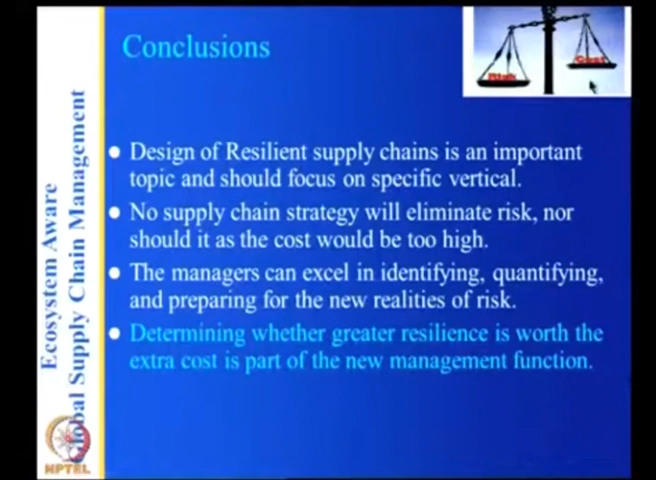 Conclusions
Risk
Cost
Design of Resilient supply chains is an important
topic and should focus on specific vertical.
No supply chain strategy will eliminate risk, nor
should it as the cost would be too high.
The managers can excel in identifying, quantifying,
and preparing for the new realities of risk.
Determining whether greater resilience is worth the
extra cost is part of the new management function.
Ecosystem Aware
Global Supply Chain Management
NPTEL